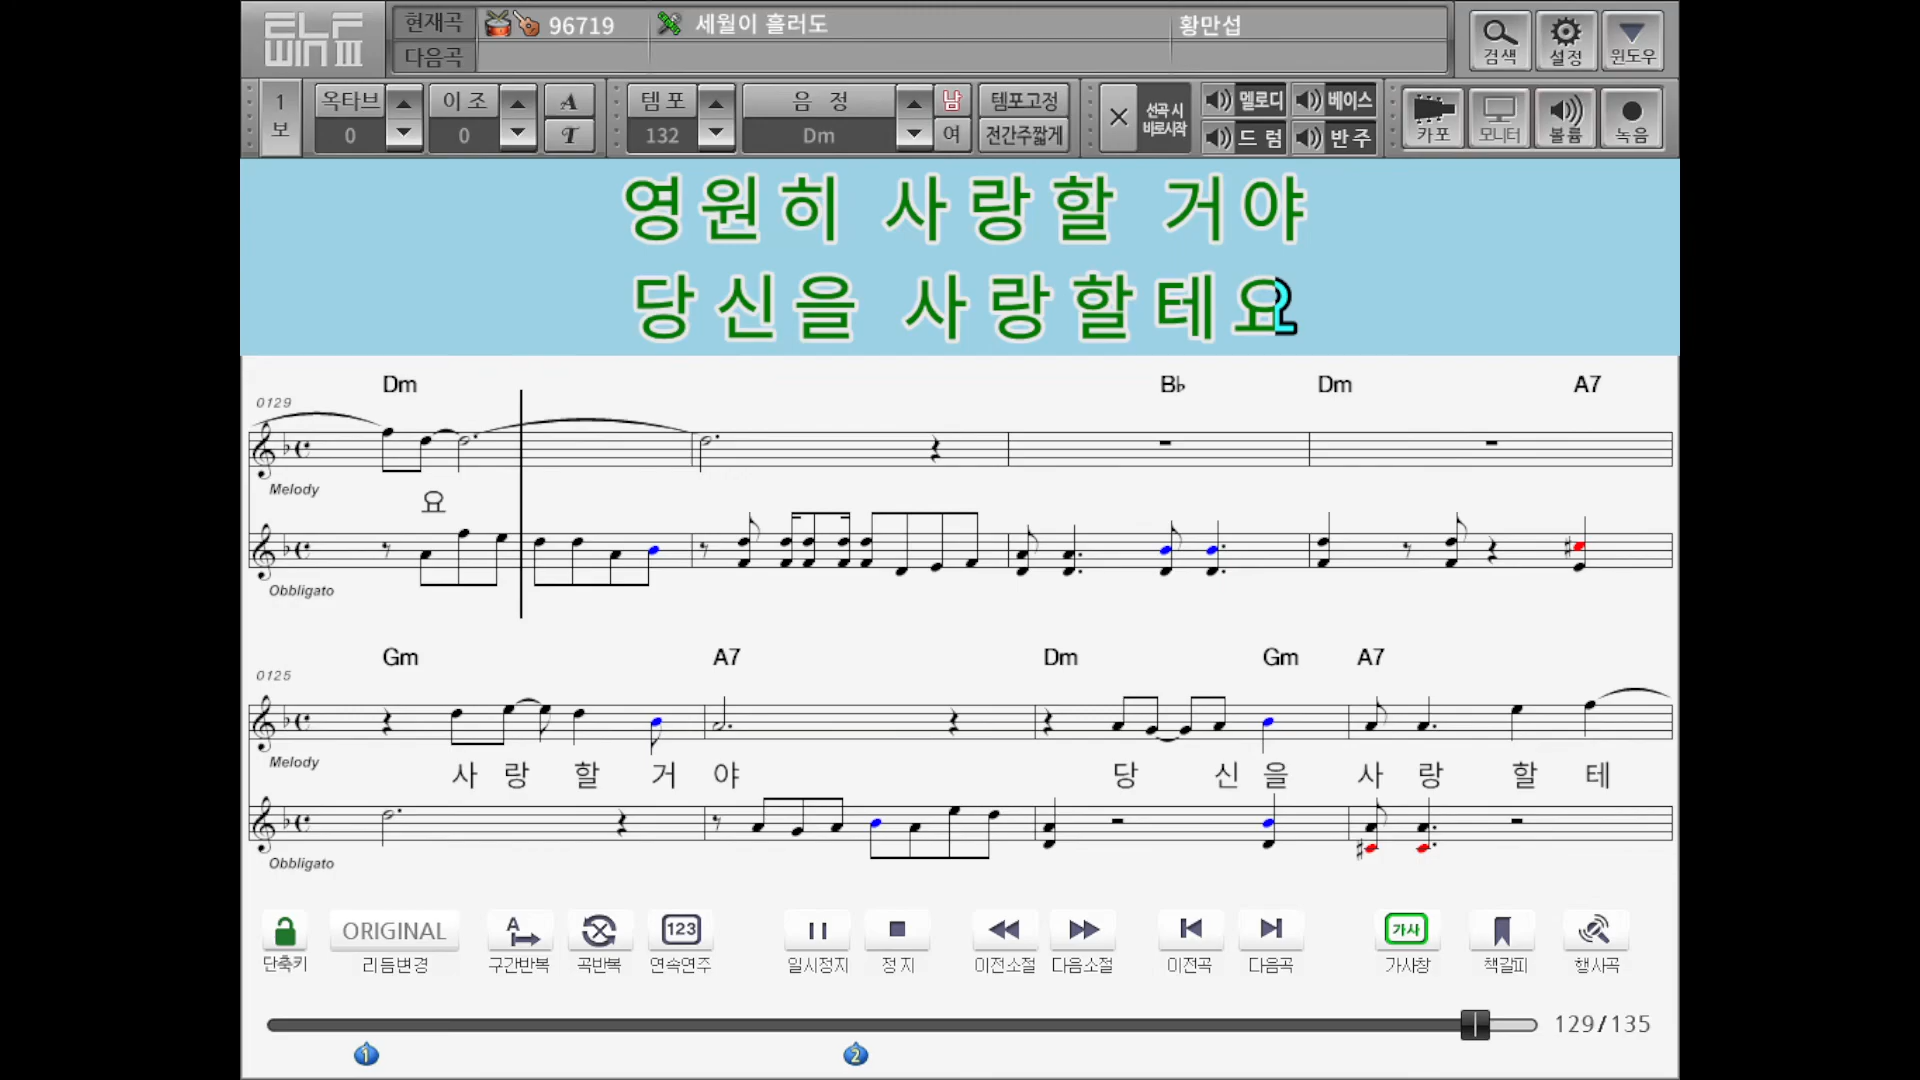 ELF
WIN III
현재곡 96719 세월이 흘러도 황만섭
다음곡
검색 설정 윈도우
1 보
옥타브 0
이조 0
A
T
템포 132
음정 Dm
남
여
템포고정
전간주짧게
선곡시
바로시작
멜로디 베이스
드럼 반주
카포 모니터 볼륨 녹음
영원히 사랑할 거야
당신을 사랑할테요
Dm B♭ Dm A7
0129
Melody
요
Obbligato
Gm A7 Dm Gm A7
0125
Melody
사 랑 할 거 야 당 신 을 사 랑 할 테
Obbligato
ORIGINAL A 123 가사
단축키 리듬변경 구간반복 곡반복 연속연주 일시정지 정지 이전소절 다음소절 이전곡 다음곡 가사창 책갈피 행사곡
129/135
1 2